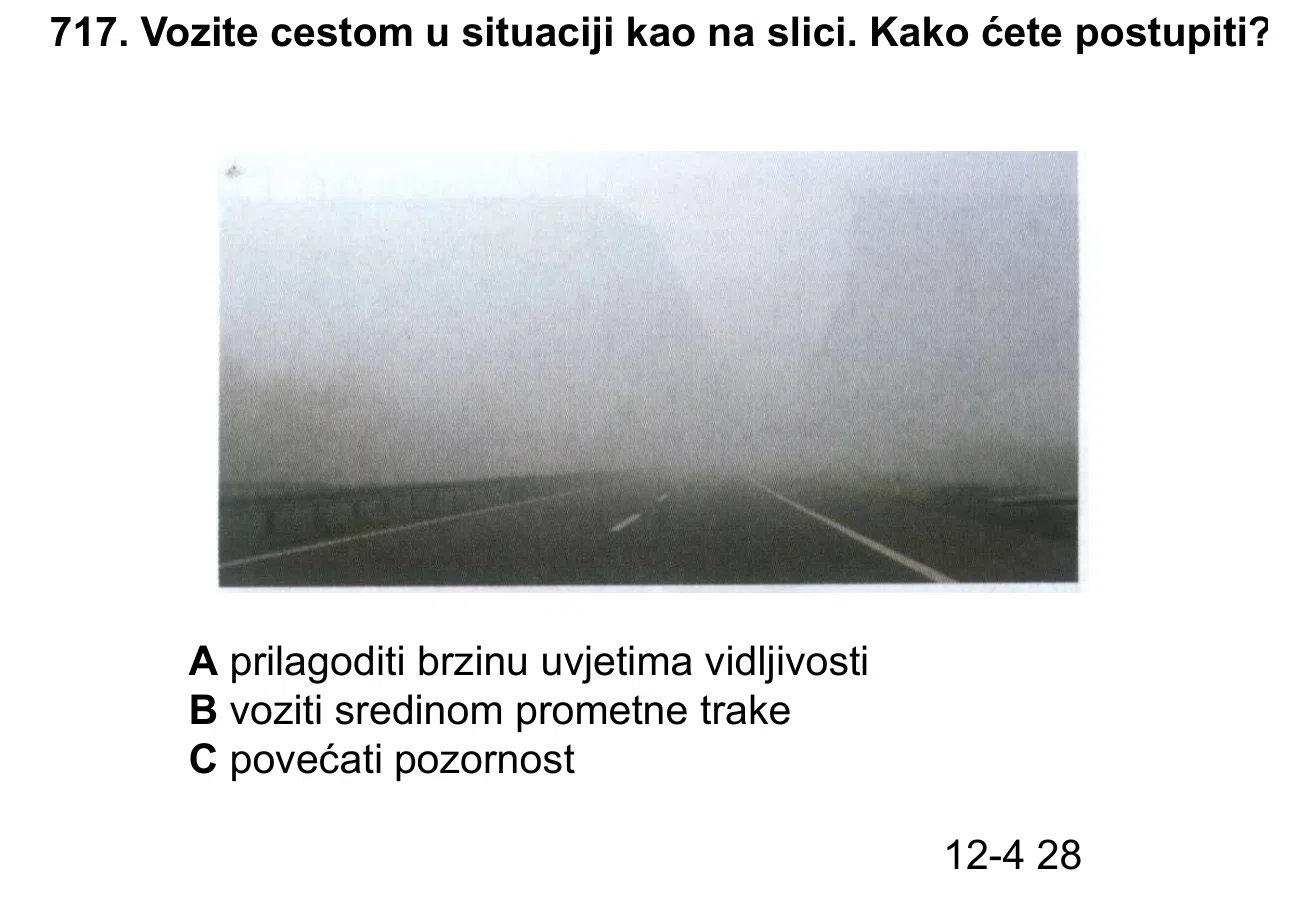 717. Vozite cestom u situaciji kao na slici. Kako ćete postupiti?
A prilagoditi brzinu uvjetima vidljivosti
B voziti sredinom prometne trake
C povećati pozornost
12-4 28